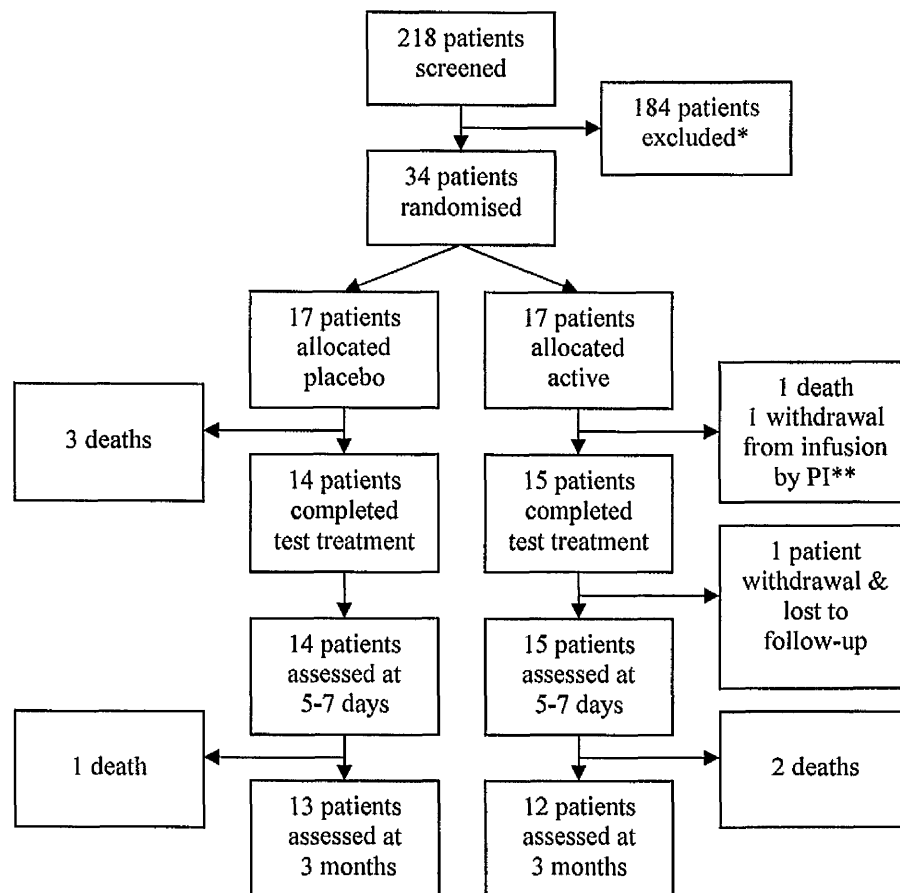 218 patients
screened
184 patients
excluded*
34 patients
randomised
17 patients
allocated
placebo
17 patients
allocated
active
3 deaths
1 death
1 withdrawal
from infusion
by PI**
14 patients
completed
test treatment
15 patients
completed
test treatment
1 patient
withdrawal &
lost to
follow-up
14 patients
assessed at
5-7 days
15 patients
assessed at
5-7 days
1 death
2 deaths
13 patients
assessed at
3 months
12 patients
assessed at
3 months